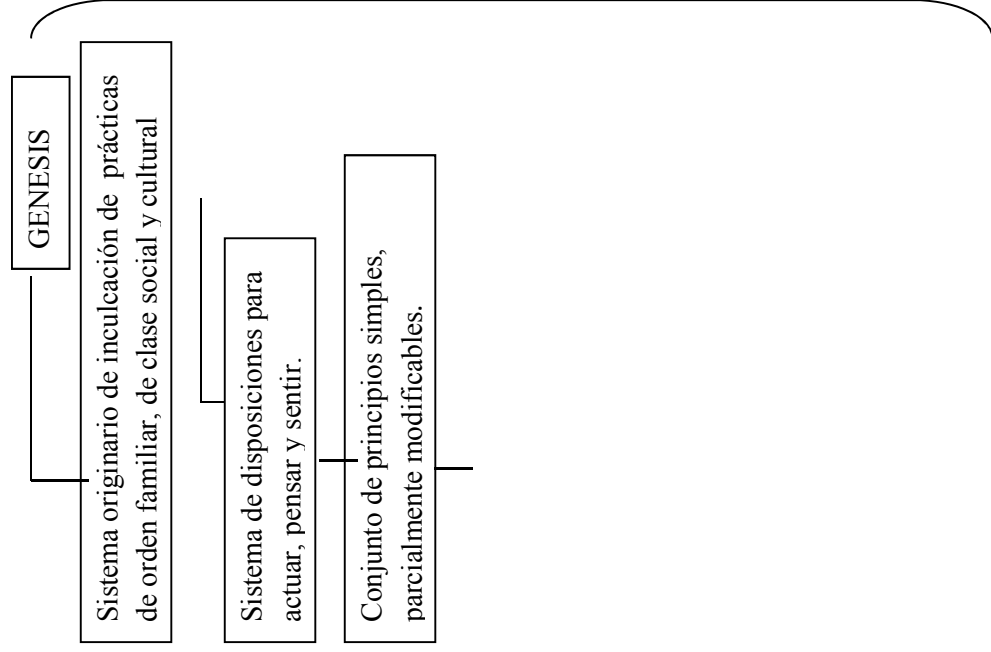 GENESIS
Sistema originario de inculcación de prácticas
de orden familiar, de clase social y cultural
Sistema de disposiciones para
actuar, pensar y sentir.
Conjunto de principios simples,
parcialmente modificables.